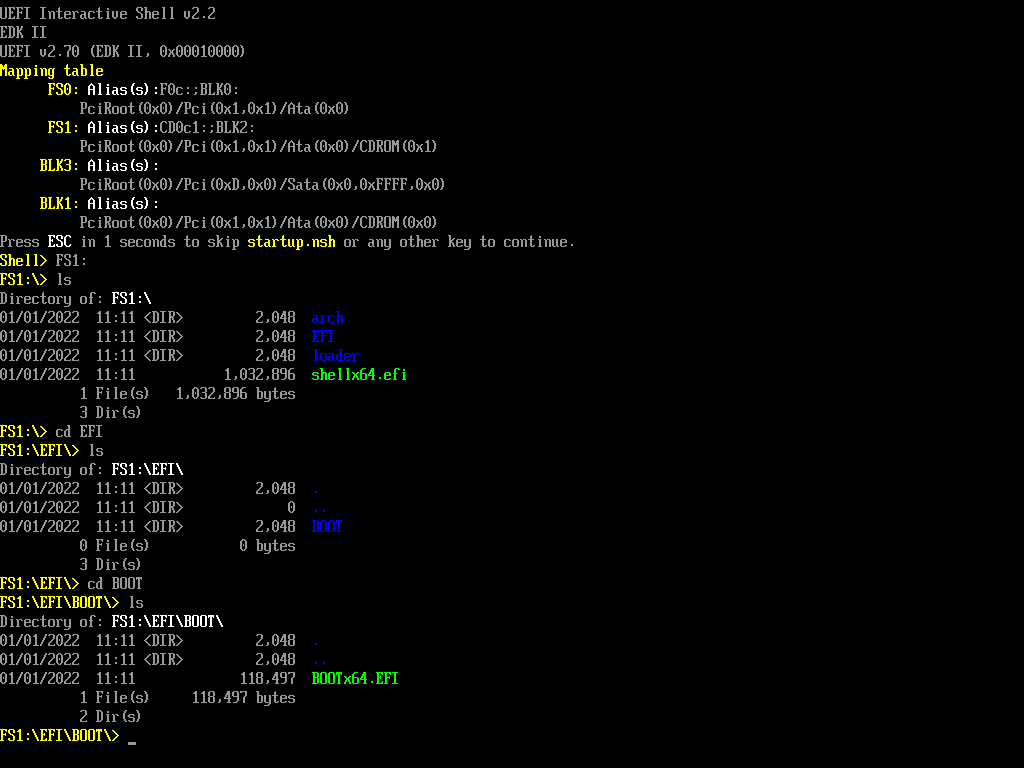 UEFI Interactive Shell v2.2
EDK II
UEFI v2.70 (EDK II, 0x00010000)
Mapping table
      FS0: Alias(s):F0c:;BLK0:
          PciRoot(0x0)/Pci(0x1,0x1)/Ata(0x0)
      FS1: Alias(s):CD0c1:;BLK2:
          PciRoot(0x0)/Pci(0x1,0x1)/Ata(0x0)/CDROM(0x1)
     BLK3: Alias(s):
          PciRoot(0x0)/Pci(0xD,0x0)/Sata(0x0,0xFFFF,0x0)
     BLK1: Alias(s):
          PciRoot(0x0)/Pci(0x1,0x1)/Ata(0x0)/CDROM(0x0)
Press ESC in 1 seconds to skip startup.nsh or any other key to continue.
Shell> FS1:
FS1:\> ls
Directory of: FS1:\
01/01/2022  11:11 <DIR>         2,048  arch
01/01/2022  11:11 <DIR>         2,048  EFI
01/01/2022  11:11 <DIR>         2,048  loader
01/01/2022  11:11           1,032,896  shellx64.efi
          1 File(s)   1,032,896 bytes
          3 Dir(s)
FS1:\> cd EFI
FS1:\EFI\> ls
Directory of: FS1:\EFI\
01/01/2022  11:11 <DIR>         2,048  .
01/01/2022  11:11 <DIR>             0  ..
01/01/2022  11:11 <DIR>         2,048  BOOT
          0 File(s)           0 bytes
          3 Dir(s)
FS1:\EFI\> cd BOOT
FS1:\EFI\BOOT\> ls
Directory of: FS1:\EFI\BOOT\
01/01/2022  11:11 <DIR>         2,048  .
01/01/2022  11:11 <DIR>         2,048  ..
01/01/2022  11:11             118,497  BOOTx64.EFI
          1 File(s)     118,497 bytes
          2 Dir(s)
FS1:\EFI\BOOT\> _